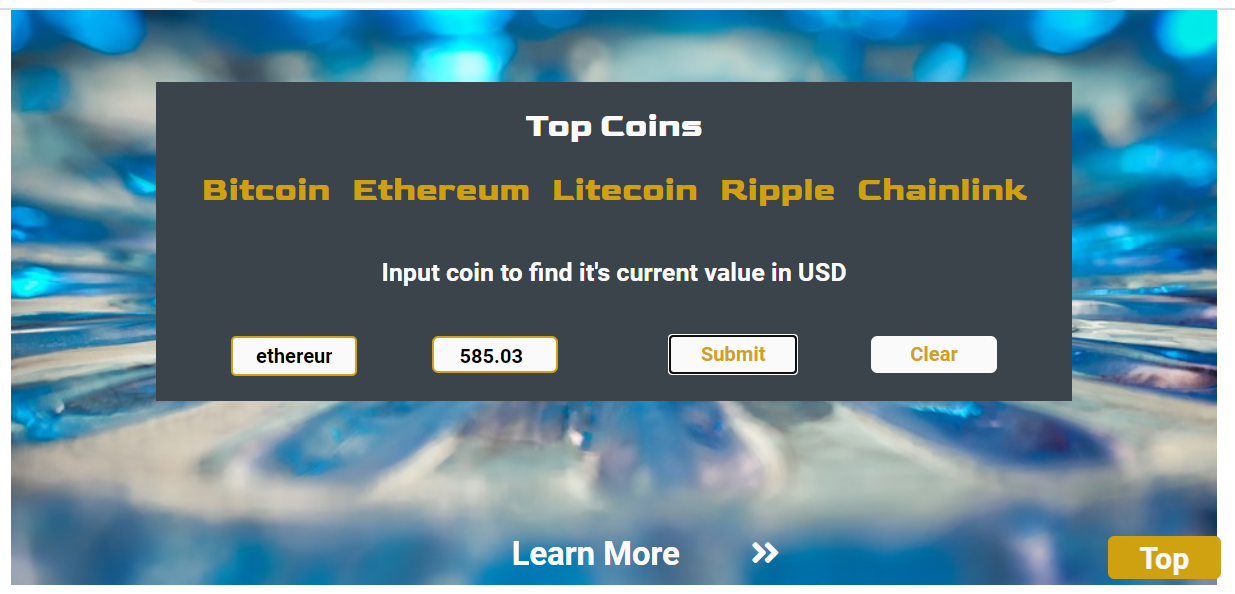 Top Coins
Bitcoin Ethereum Litecoin Ripple Chainlink
Input coin to find it's current value in USD
ethereur 585.03 Submit Clear
Learn More
Top